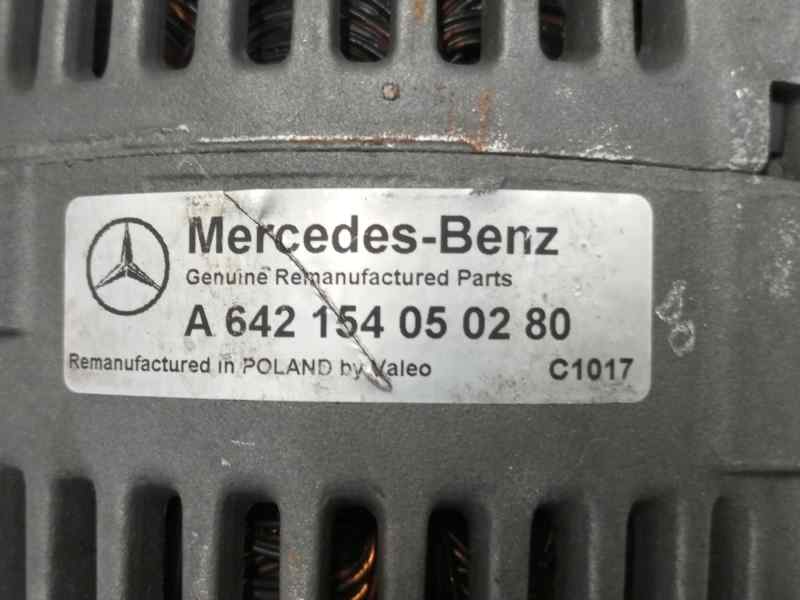 Mercedes-Benz
Genuine Remanufactured Parts
A 642 154 05 02 80
Remanufactured in POLAND by Valeo
C1017